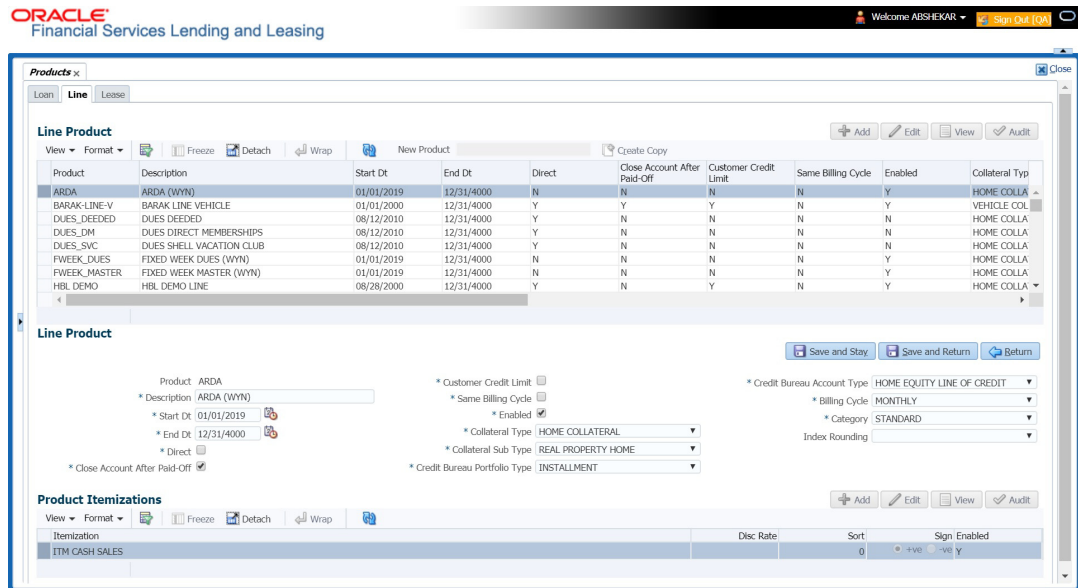 ORACLE®
Financial Services Lending and Leasing
Welcome ABSHEKAR Sign Out [QA]
Products x
Close
Loan Line Lease
Line Product
Add Edit View Audit
View Format Freeze Detach Wrap New Product Create Copy
Product Description Start Dt End Dt Direct Close Account After Paid-Off Customer Credit Limit Same Billing Cycle Enabled Collateral Typ
ARDA ARDA (WYN) 01/01/2019 12/31/4000 N N N N Y HOME COLLA
BARAK-LINE-V BARAK LINE VEHICLE 01/01/2000 12/31/4000 Y Y Y N Y VEHICLE COL
DUES_DEEDED DUES DEEDED 08/12/2010 12/31/4000 Y N N N N HOME COLLA
DUES_DM DUES DIRECT MEMBERSHIPS 08/12/2010 12/31/4000 Y N N N N HOME COLLA
DUES_SVC DUES SHELL VACATION CLUB 08/12/2010 12/31/4000 Y N N N N HOME COLLA
FWEEK_DUES FIXED WEEK DUES (WYN) 01/01/2019 12/31/4000 N N N N Y HOME COLLA
FWEEK_MASTER FIXED WEEK MASTER (WYN) 01/01/2019 12/31/4000 N N N N Y HOME COLLA
HBL DEMO HBL DEMO LINE 08/28/2000 12/31/4000 Y N Y N Y HOME COLLA
Line Product
Save and Stay Save and Return Return
Product ARDA
* Description ARDA (WYN)
* Start Dt 01/01/2019
* End Dt 12/31/4000
* Direct
* Close Account After Paid-Off
* Customer Credit Limit
* Same Billing Cycle
* Enabled
* Collateral Type HOME COLLATERAL
* Collateral Sub Type REAL PROPERTY HOME
* Credit Bureau Portfolio Type INSTALLMENT
* Credit Bureau Account Type HOME EQUITY LINE OF CREDIT
* Billing Cycle MONTHLY
* Category STANDARD
Index Rounding
Product Itemizations
Add Edit View Audit
View Format Freeze Detach Wrap
Itemization Disc Rate Sort Sign Enabled
ITM CASH SALES 0 +ve -ve Y